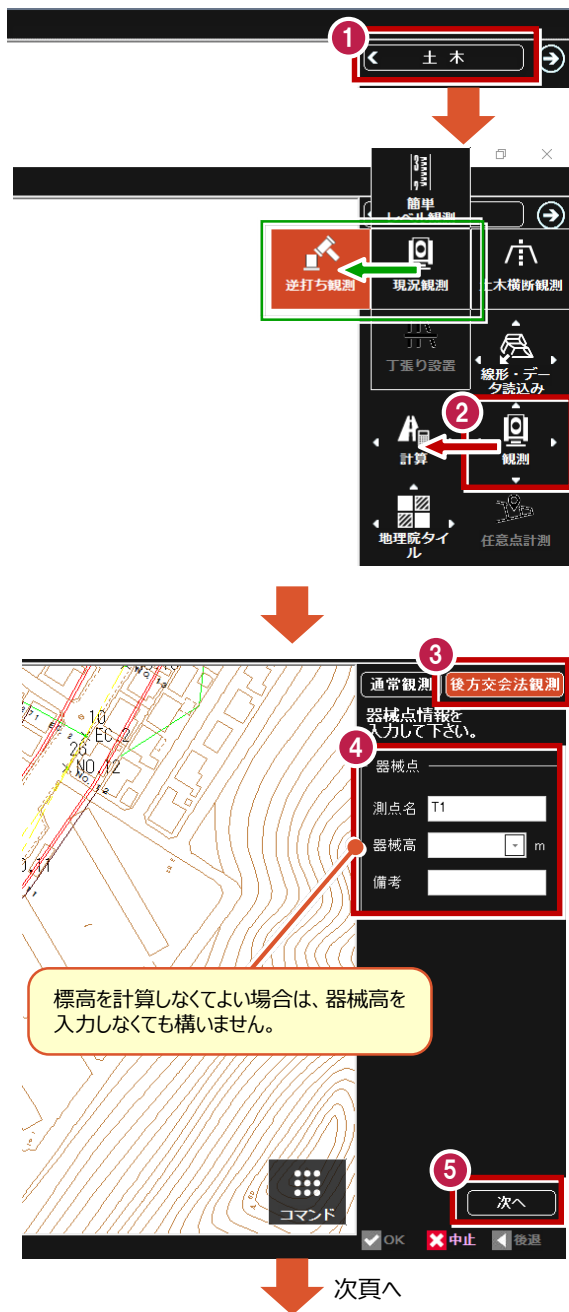 1
土 木
簡単
レベル観測
逆打ち観測
現況観測
土木横断観測
丁張り設置
線形・デー
タ読込み
2
計算
観測
地理院タイ
ル
任意点計測
3
通常観測
後方交会法観測
器械点情報を
入力して下さい。
4
器械点
測点名 T1
器械高 m
備考
10
EC.2
26
NO.12
標高を計算しなくてよい場合は、器械高を
入力しなくても構いません。
コマンド
5
次へ
OK 中止 後退
次頁へ